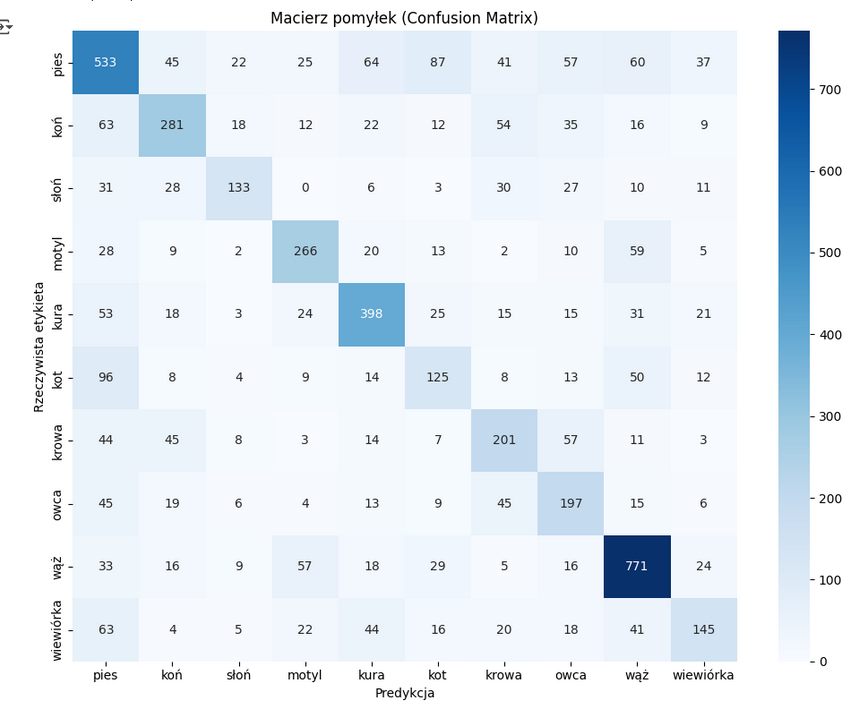 Macierz pomyłek (Confusion Matrix)
pies 533 45 22 25 64 87 41 57 60 37
koń 63 281 18 12 22 12 54 35 16 9
słoń 31 28 133 0 6 3 30 27 10 11
motyl 28 9 2 266 20 13 2 10 59 5
kura 53 18 3 24 398 25 15 15 31 21
kot 96 8 4 9 14 125 8 13 50 12
krowa 44 45 8 3 14 7 201 57 11 3
owca 45 19 6 4 13 9 45 197 15 6
wąż 33 16 9 57 18 29 5 16 771 24
wiewiórka 63 4 5 22 44 16 20 18 41 145
pies koń słoń motyl kura kot krowa owca wąż wiewiórka
Predykcja
Rzeczywista etykieta
700
600
500
400
300
200
100
0